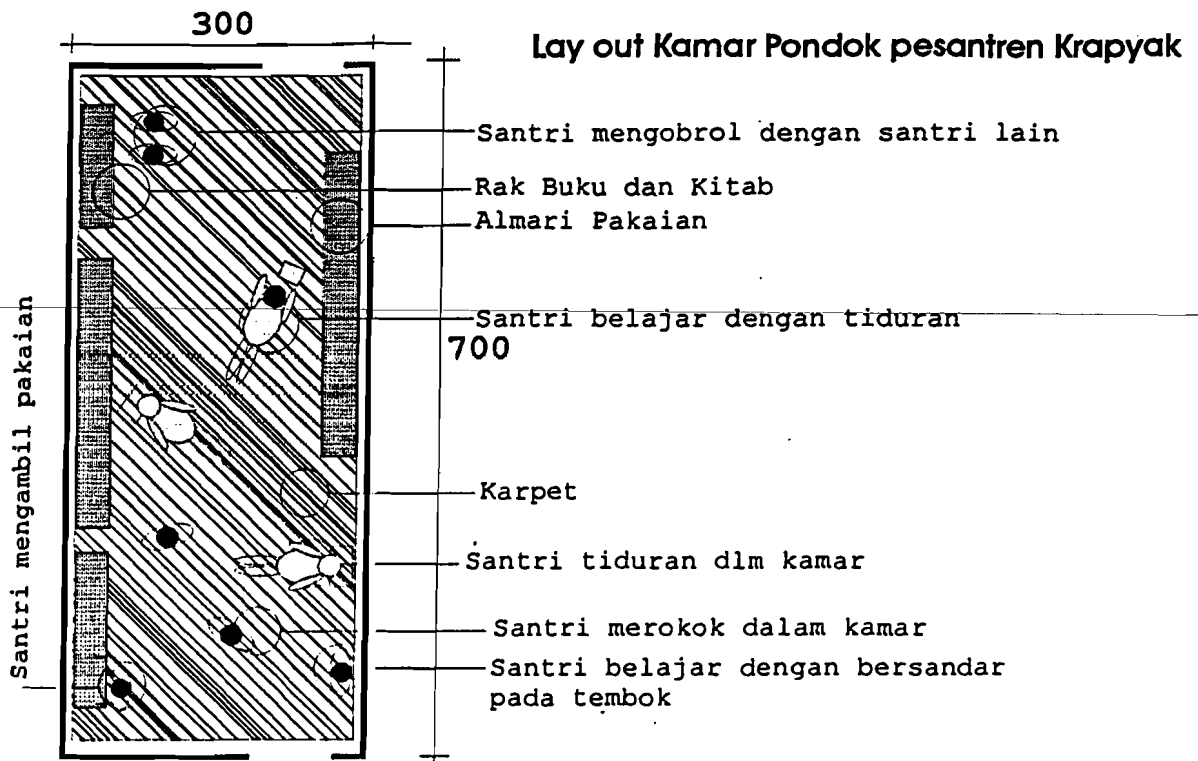 300
Lay out Kamar Pondok pesantren Krapyak
Santri mengobrol dengan santri lain
Rak Buku dan Kitab
Almari Pakaian
Santri belajar dengan tiduran
700
Santri mengambil pakaian
Karpet
Santri tiduran dlm kamar
Santri merokok dalam kamar
Santri belajar dengan bersandar
pada tembok